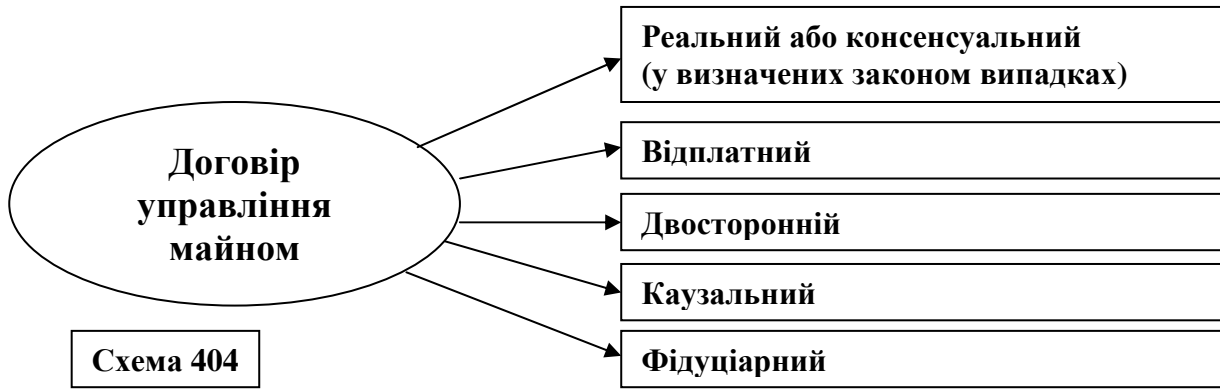 Договір
управління
майном
Реальний або консенсуальний
(у визначених законом випадках)
Відплатний
Двосторонній
Каузальний
Фідуціарний
Схема 404